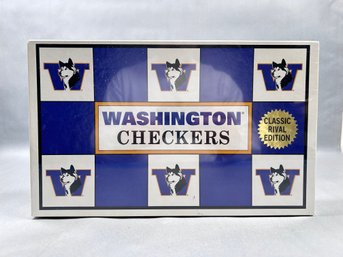 W W W
WASHINGTON
CHECKERS
CLASSIC
RIVAL
EDITION
W W W